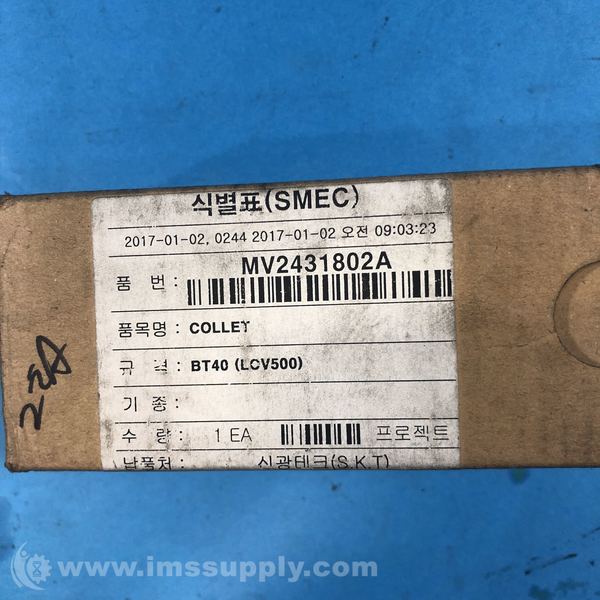 식별표(SMEC)
2017-01-02, 0244 2017-01-02 오전 09:03:23
품 번 : MV2431802A
품목명 : COLLET
규 격 : BT40 (LCV500)
기 종 :
수 량 : 1 EA 프로젝트
납품처 : 신광테크(S.K.T)
2EA
www.imssupply.com